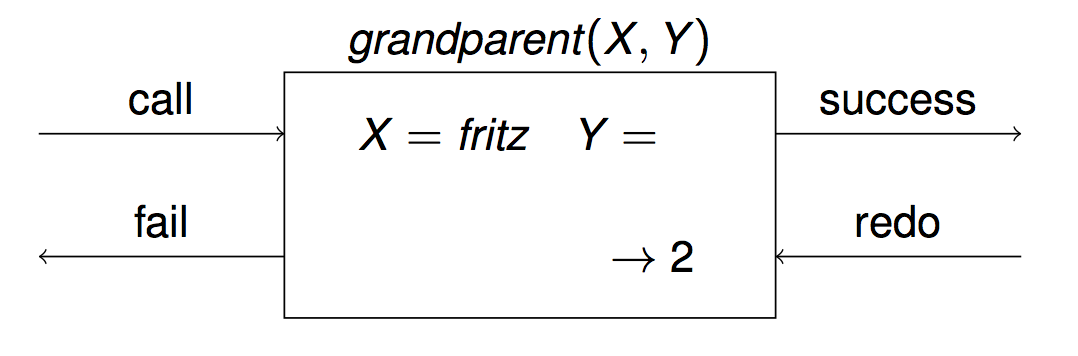 grandparent(X, Y)
call
success
X = fritz Y =
fail
redo
→ 2